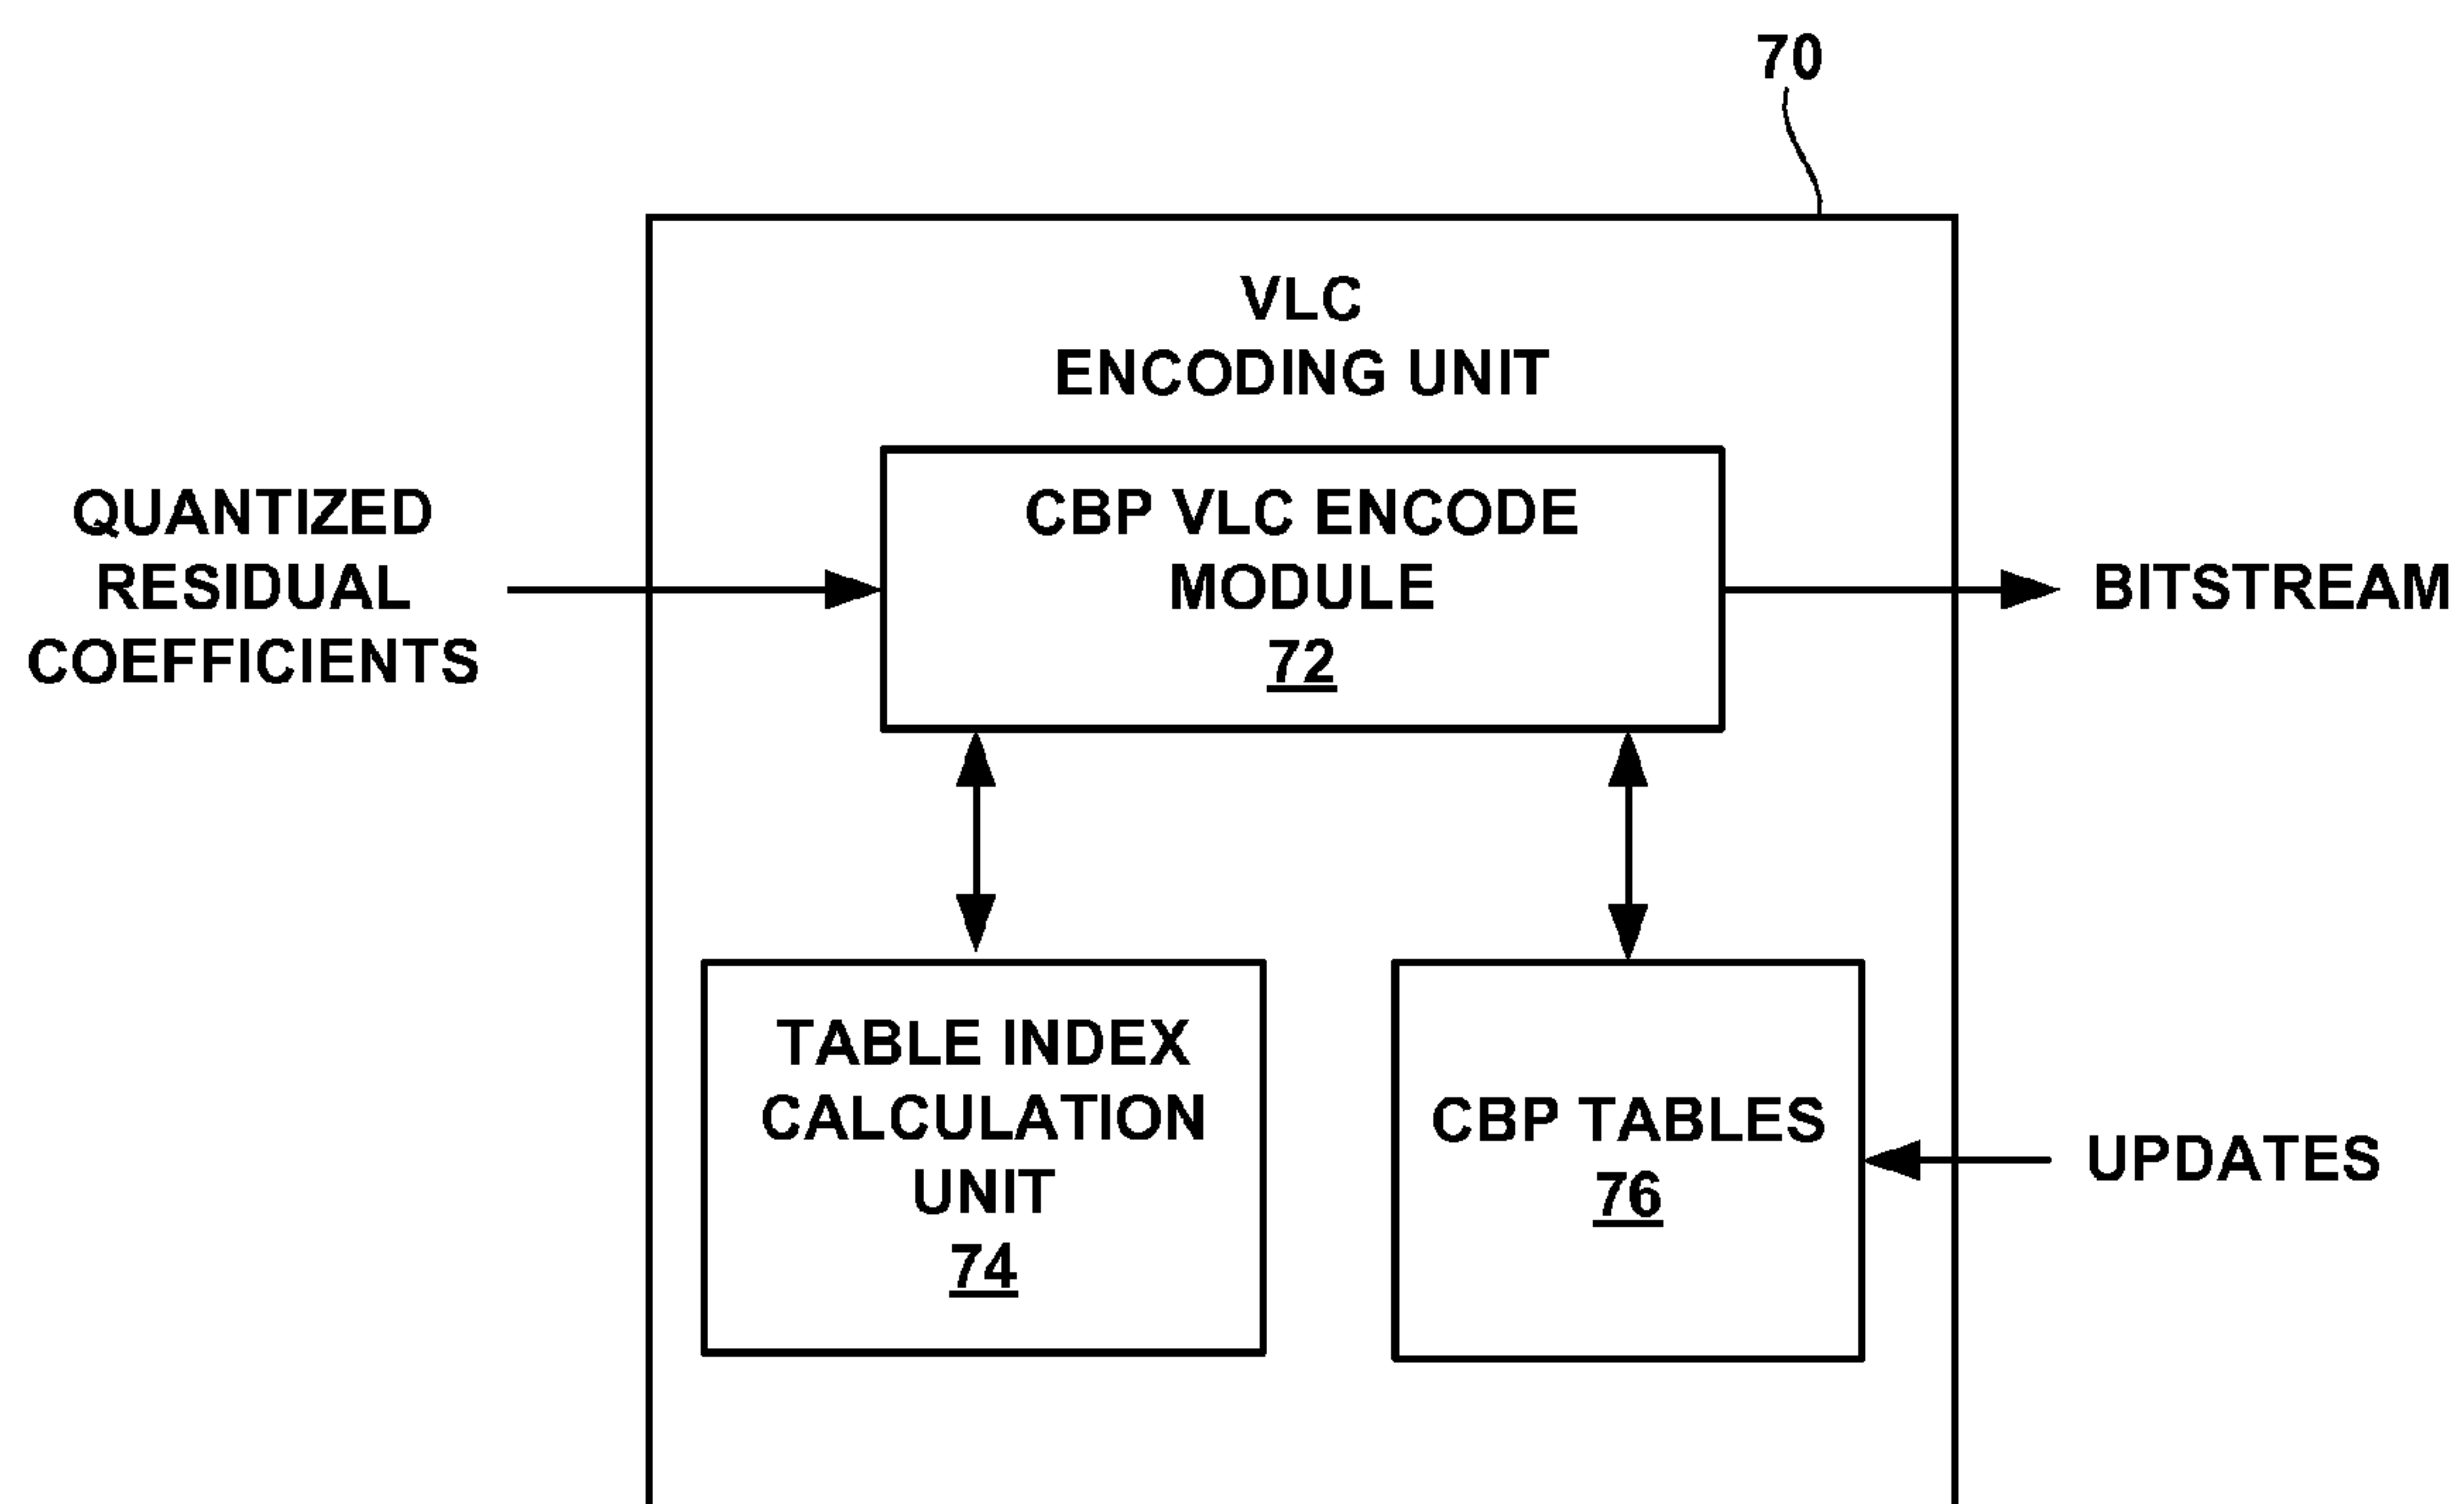 70
VLC
ENCODING UNIT
QUANTIZED
RESIDUAL
COEFFICIENTS
CBP VLC ENCODE
MODULE
72
BITSTREAM
TABLE INDEX
CALCULATION
UNIT
74
CBP TABLES
76
UPDATES